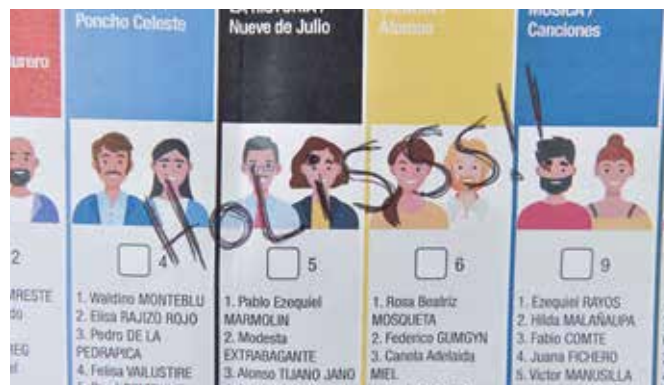 Poncho Celeste
Nueve de Julio
Alumno
MÚSICA /
Canciones
HOLISSS!
2
4
5
6
9
1. Waldino MONTEBLU
2. Elisa RAJIZO ROJO
3. Pedro DE LA
PEDRAPICA
4. Felisa VAILUSTIRE
1. Pablo Ezequiel
MARMOLIN
2. Modesta
EXTRABAGANTE
3. Alonso TIJANO JANO
1. Rosa Beatriz
MOSQUETA
2. Federico GUMGYN
3. Canela Adelaida
MIEL
1. Ezequiel RAYOS
2. Hilda MALAÑAUPA
3. Fabio COMTE
4. Juana FICHERO
5. Victor MANUSILLA